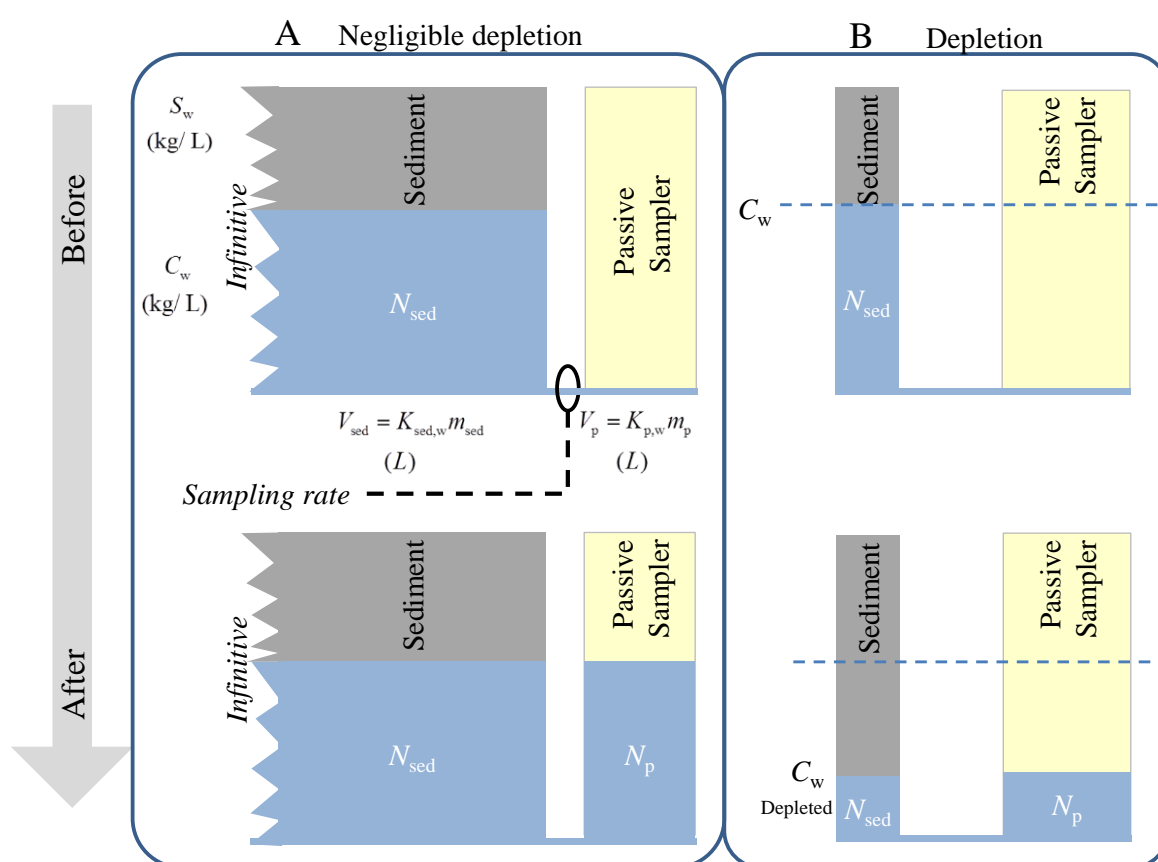 A Negligible depletion
B Depletion
Before
After
S_w
(kg/ L)
C_w
(kg/ L)
Infinitive
Sediment
N_sed
Passive
Sampler
V_sed = K_sed,w m_sed
(L)
V_p = K_p,w m_p
(L)
Sampling rate
Infinitive
Sediment
N_sed
Passive
Sampler
N_p
C_w
Sediment
N_sed
Passive
Sampler
Sediment
Passive
Sampler
C_w
Depleted
N_sed
N_p